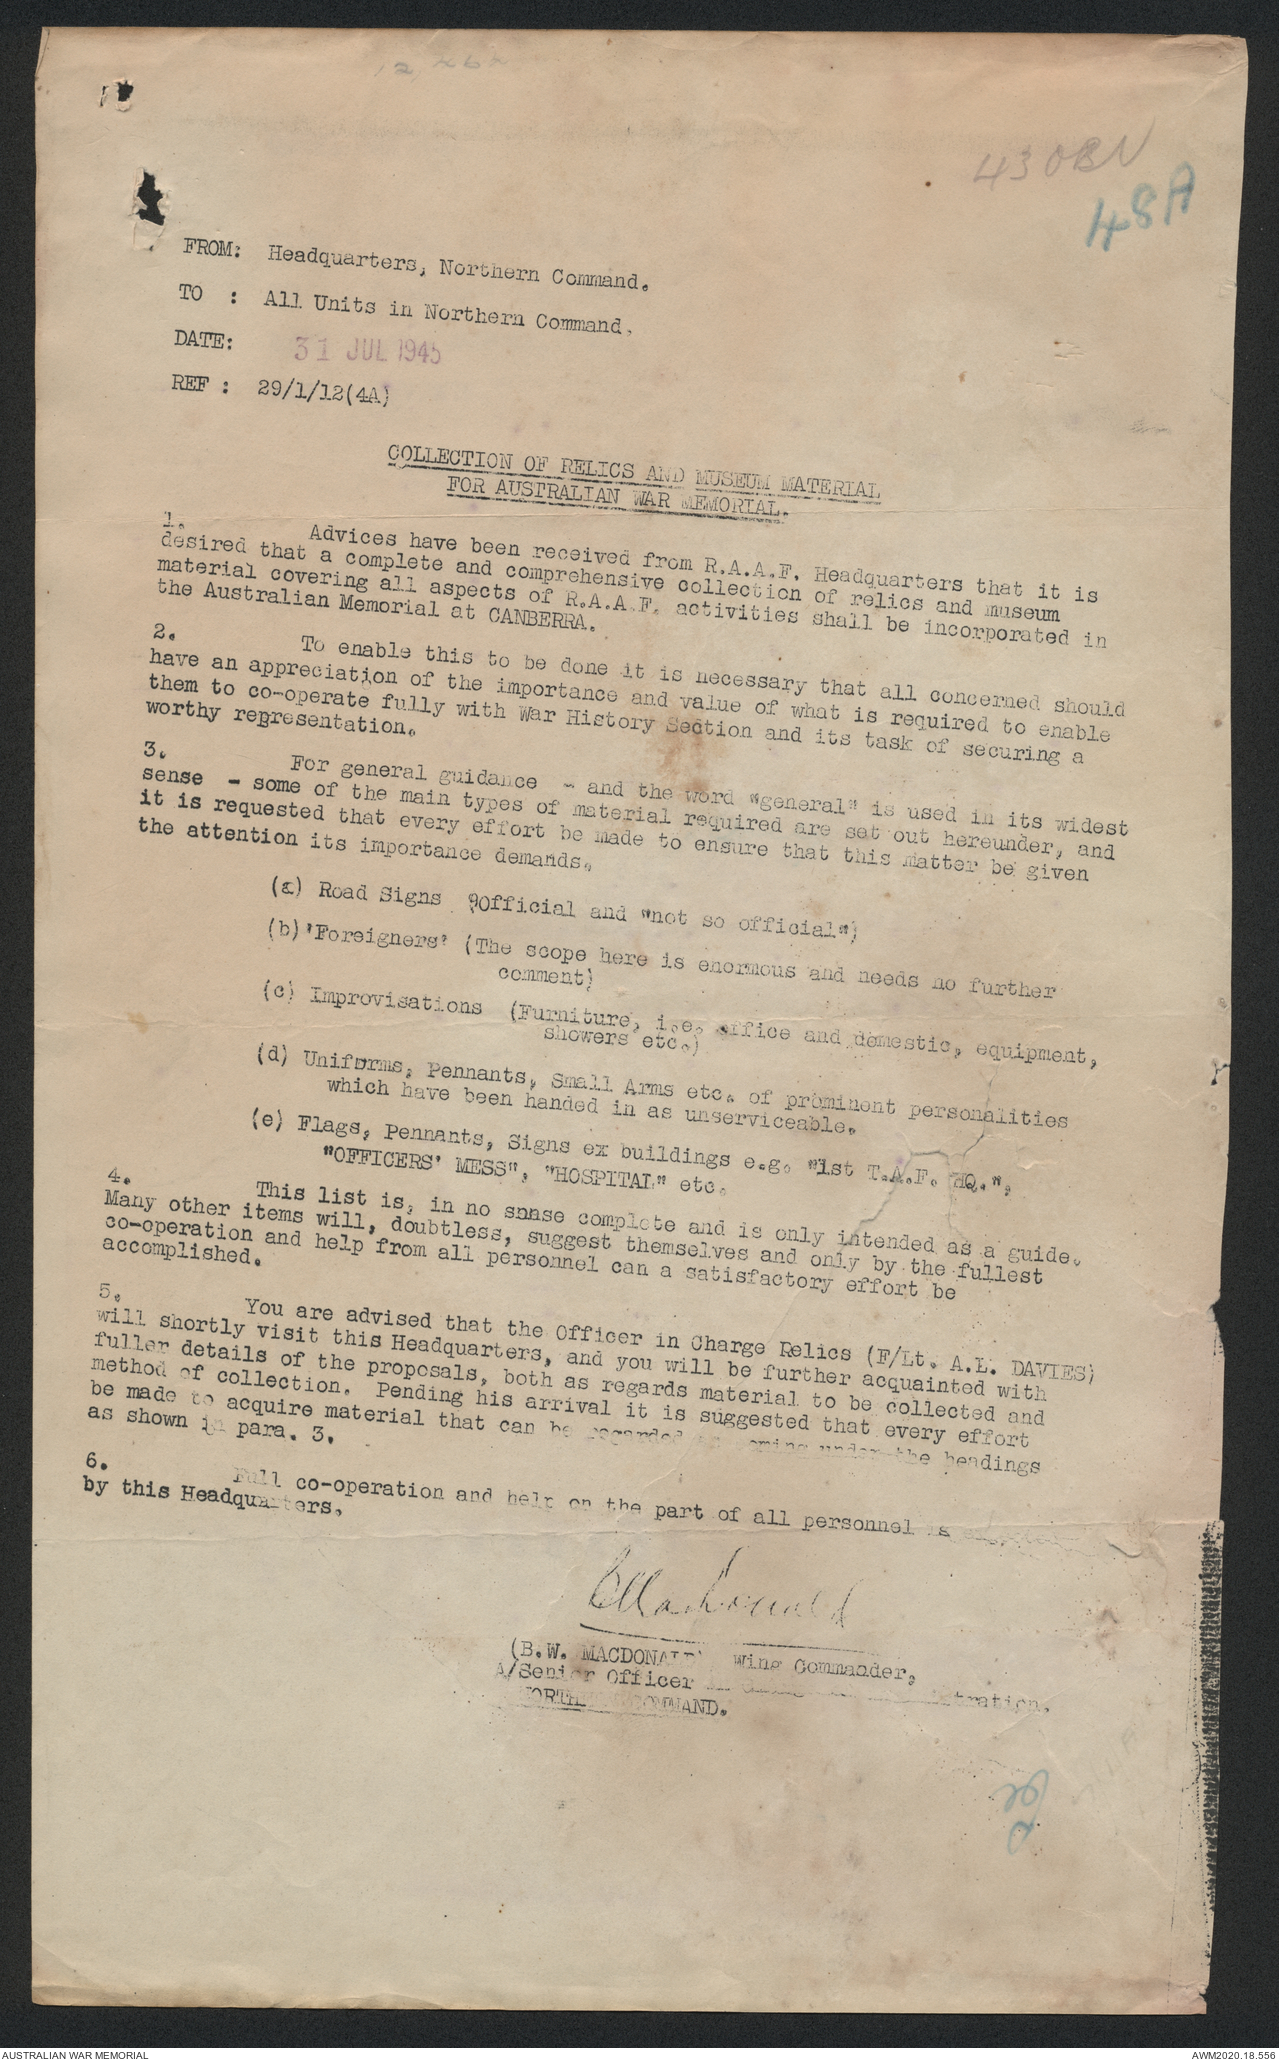 430BU
48A
FROM: Headquarters, Northern Command.
TO : All Units in Northern Command.
DATE: 31 JUL 1945
REF : 29/1/12(4A)
COLLECTION OF RELICS AND MUSEUM MATERIAL
FOR AUSTRALIAN WAR MEMORIAL.
1. Advices have been received from R.A.A.F. Headquarters that it is
desired that a complete and comprehensive collection of relics and museum
material covering all aspects of R.A.A.F. activities shall be incorporated in
the Australian Memorial at CANBERRA.
2. To enable this to be done it is necessary that all concerned should
have an appreciation of the importance and value of what is required to enable
them to co-operate fully with War History Section and its task of securing a
worthy representation.
3. For general guidance - and the word "general" is used in its widest
sense - some of the main types of material required are set out hereunder, and
it is requested that every effort be made to ensure that this matter be given
the attention its importance demands.
(a) Road Signs 9Official and "not so official")
(b) 'Foreigners' (The scope here is enormous and needs no further
comment)
(c) Improvisations (Furniture, i.e. office and domestic, equipment,
showers etc.)
(d) Uniforms, Pennants, Small Arms etc. of prominent personalities
which have been handed in as unserviceable.
(e) Flags, Pennants, Signs ex buildings e.g. "1st T.A.F. HQ.",
"OFFICERS' MESS", "HOSPITAL" etc.
4. This list is, in no snase complete and is only intended as a guide.
Many other items will, doubtless, suggest themselves and only by the fullest
co-operation and help from all personnel can a satisfactory effort be
accomplished.
5. You are advised that the Officer in Charge Relics (F/Lt. A.L. DAVIES)
will shortly visit this Headquarters, and you will be further acquainted with
fuller details of the proposals, both as regards material to be collected and
method of collection. Pending his arrival it is suggested that every effort
be made to acquire material that can be regarded as coming under the headings
as shown in para. 3.
6. Full co-operation and help on the part of all personnel is
by this Headquarters.
(B.W. MACDONALD) Wing Commander,
A/Senior Officer
NORTHERN COMMAND.
AUSTRALIAN WAR MEMORIAL
AWM2020.18.556